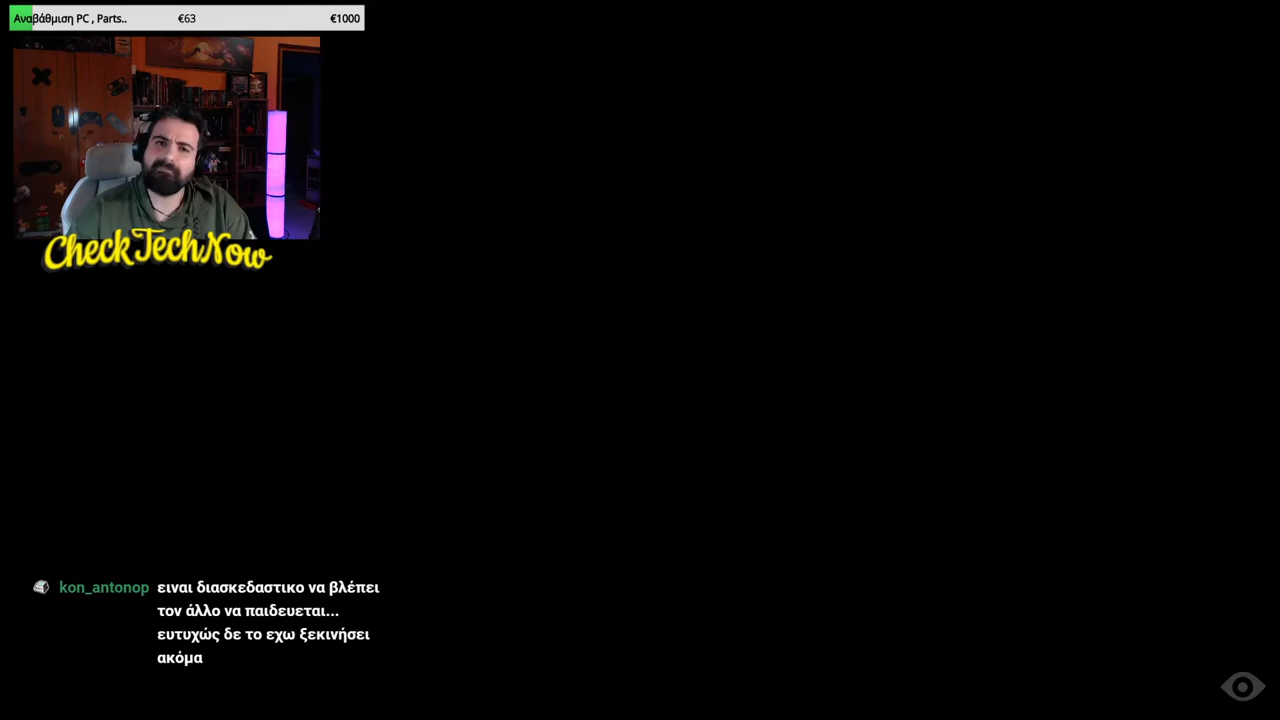 Αναβάθμιση PC , Parts.. €63 €1000
CheckTechNow
kon_antonop ειναι διασκεδαστικο να βλέπει
τον άλλο να παιδευεται...
ευτυχώς δε το εχω ξεκινήσει
ακόμα